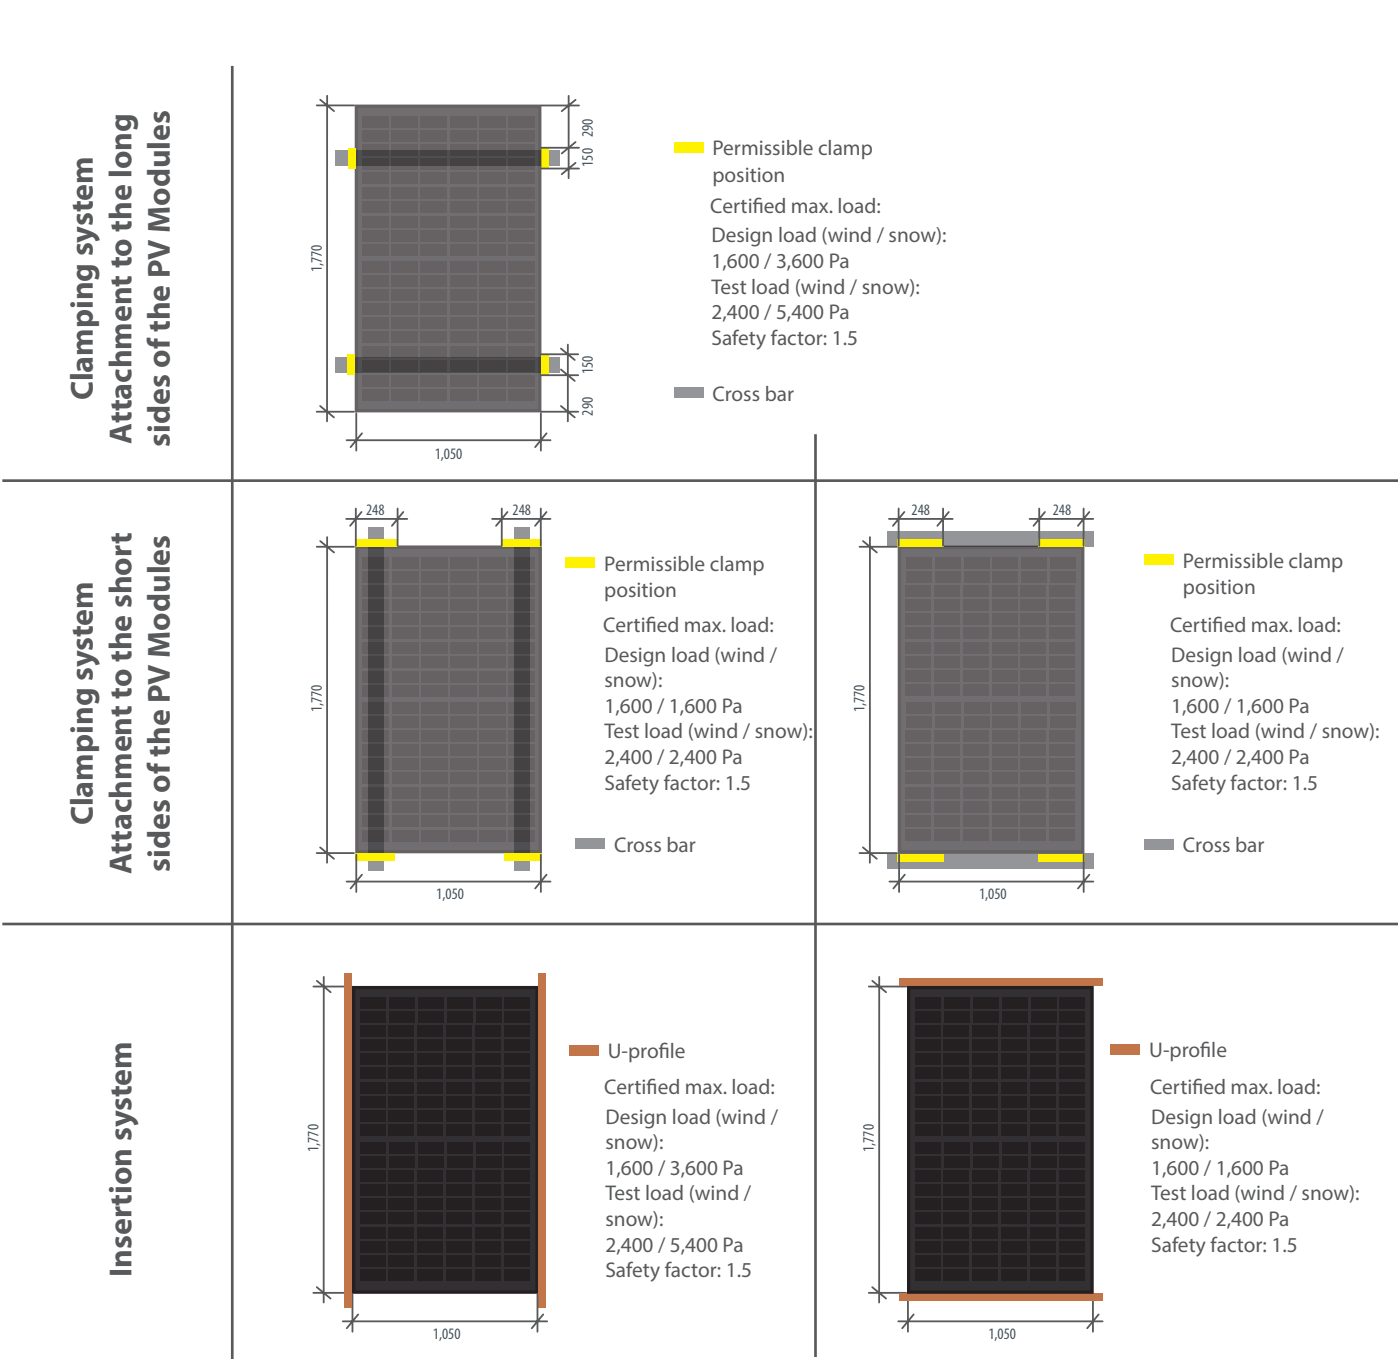 Clamping system
Attachment to the long
sides of the PV Modules
290
150
1,770
150
290
1,050
Permissible clamp
position
Certified max. load:
Design load (wind / snow):
1,600 / 3,600 Pa
Test load (wind / snow):
2,400 / 5,400 Pa
Safety factor: 1.5
Cross bar
Clamping system
Attachment to the short
sides of the PV Modules
248
248
1,770
1,050
Permissible clamp
position
Certified max. load:
Design load (wind /
snow):
1,600 / 1,600 Pa
Test load (wind / snow):
2,400 / 2,400 Pa
Safety factor: 1.5
Cross bar
248
248
1,770
1,050
Permissible clamp
position
Certified max. load:
Design load (wind /
snow):
1,600 / 1,600 Pa
Test load (wind / snow):
2,400 / 2,400 Pa
Safety factor: 1.5
Cross bar
Insertion system
1,770
1,050
U-profile
Certified max. load:
Design load (wind /
snow):
1,600 / 3,600 Pa
Test load (wind /
snow):
2,400 / 5,400 Pa
Safety factor: 1.5
1,770
1,050
U-profile
Certified max. load:
Design load (wind /
snow):
1,600 / 1,600 Pa
Test load (wind / snow):
2,400 / 2,400 Pa
Safety factor: 1.5